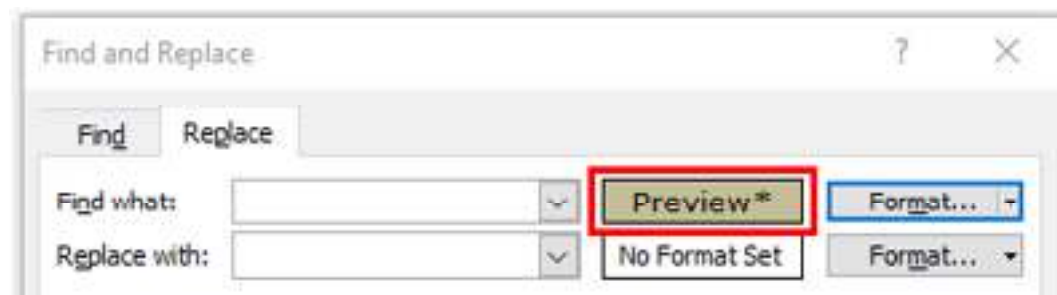 Find and Replace ?
Find Replace
Find what: Preview* Format...
Replace with: No Format Set Format...